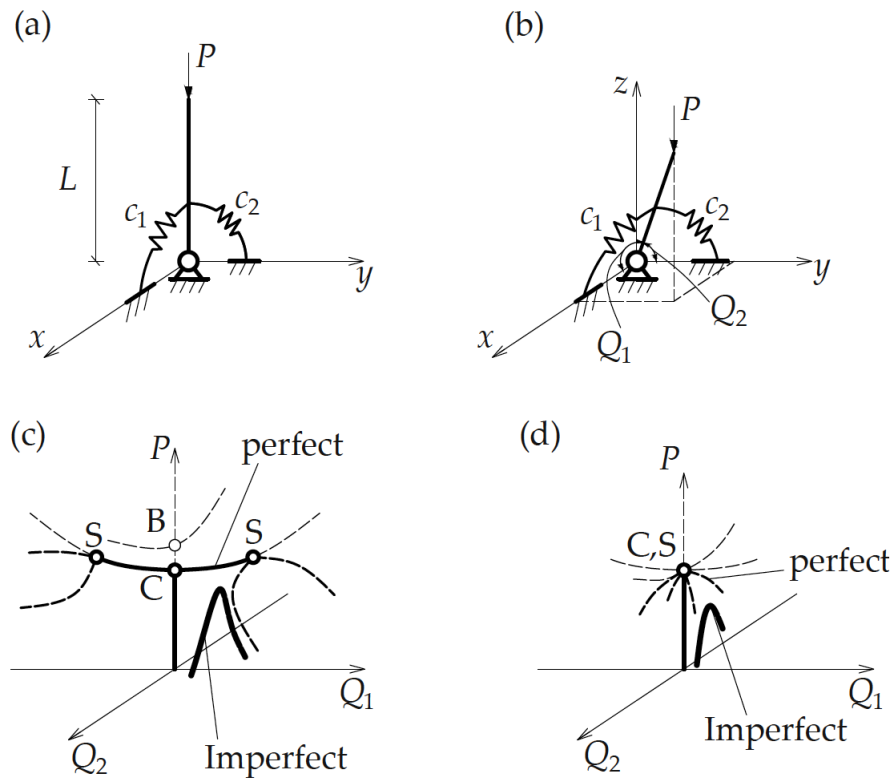 (a)
P
L
c1
c2
y
x
(b)
z
P
c1
c2
y
x
Q1
Q2
(c)
P
perfect
S
B
S
C
Q1
Q2
Imperfect
(d)
P
C,S
perfect
Q1
Q2
Imperfect